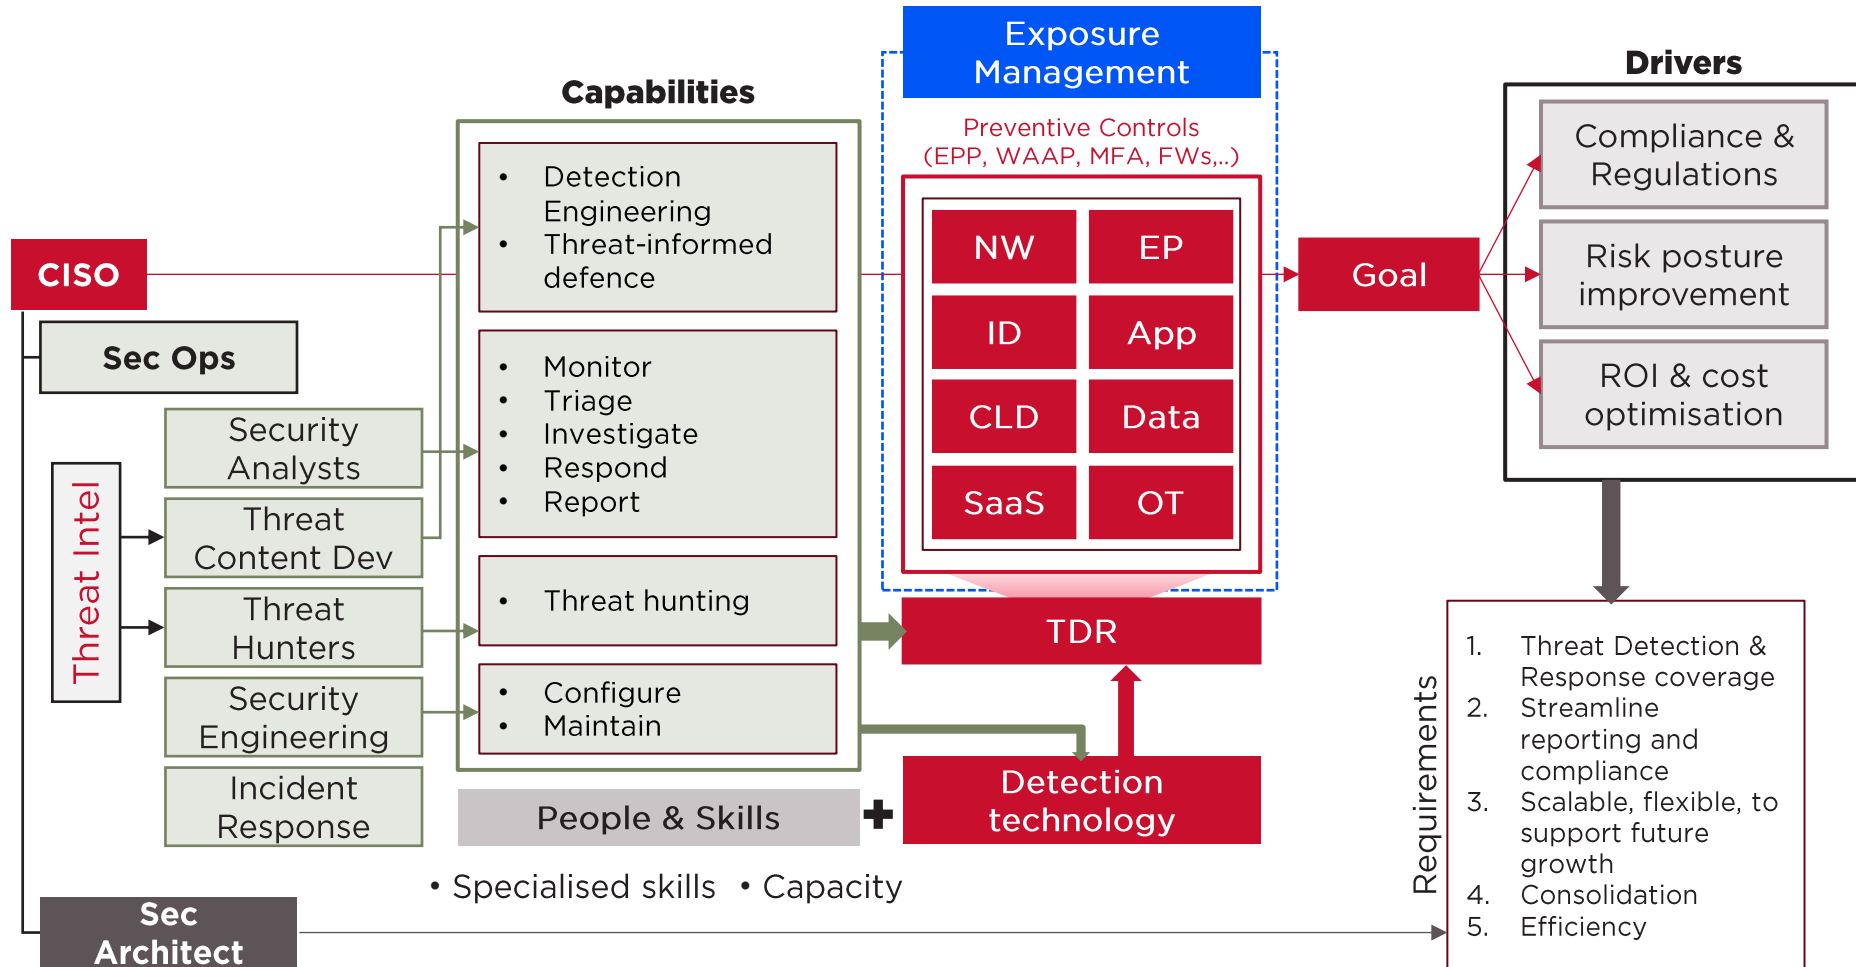 Exposure
Management
Drivers
Capabilities
Preventive Controls
(EPP, WAAP, MFA, FWs,..)
Compliance &
Regulations
• Detection
Engineering
• Threat-informed
defence
NW
EP
CISO
Goal
Risk posture
improvement
ID
App
Sec Ops
• Monitor
• Triage
• Investigate
• Respond
• Report
ROI & cost
optimisation
CLD
Data
Security
Analysts
SaaS
OT
Threat Intel
Threat
Content Dev
Threat
Hunters
• Threat hunting
TDR
Security
Engineering
• Configure
• Maintain
Incident
Response
People & Skills
Detection
technology
• Specialised skills • Capacity
Requirements
1. Threat Detection &
Response coverage
2. Streamline
reporting and
compliance
3. Scalable, flexible, to
support future
growth
4. Consolidation
5. Efficiency
Sec
Architect